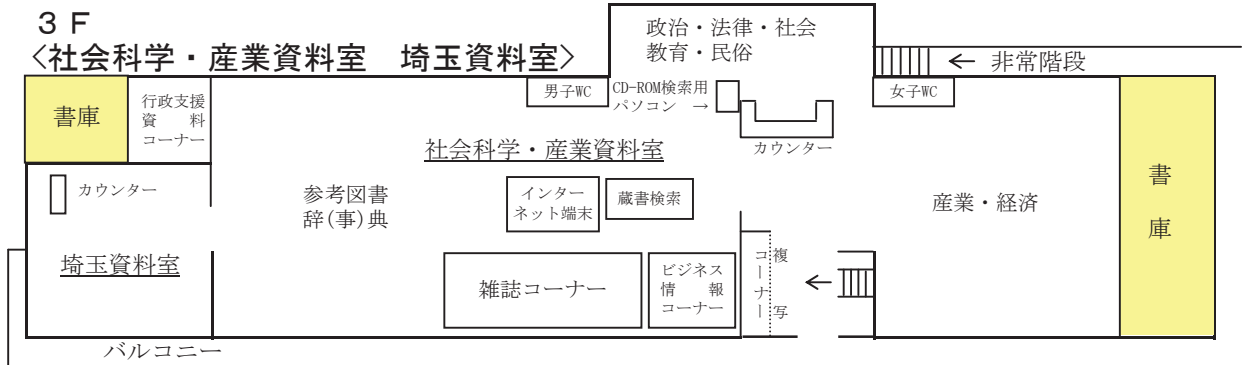 ３Ｆ
〈社会科学・産業資料室　埼玉資料室〉
政治・法律・社会
教育・民俗
← 非常階段
書庫
行政支援
資　料
コーナー
男子WC
CD-ROM検索用
パソコン　→
女子WC
カウンター
社会科学・産業資料室
カウンター
参考図書
辞(事)典
インター
ネット端末
蔵書検索
産業・経済
書
庫
埼玉資料室
雑誌コーナー
ビジネス
情　報
コーナー
複写
コーナー
←
バルコニー